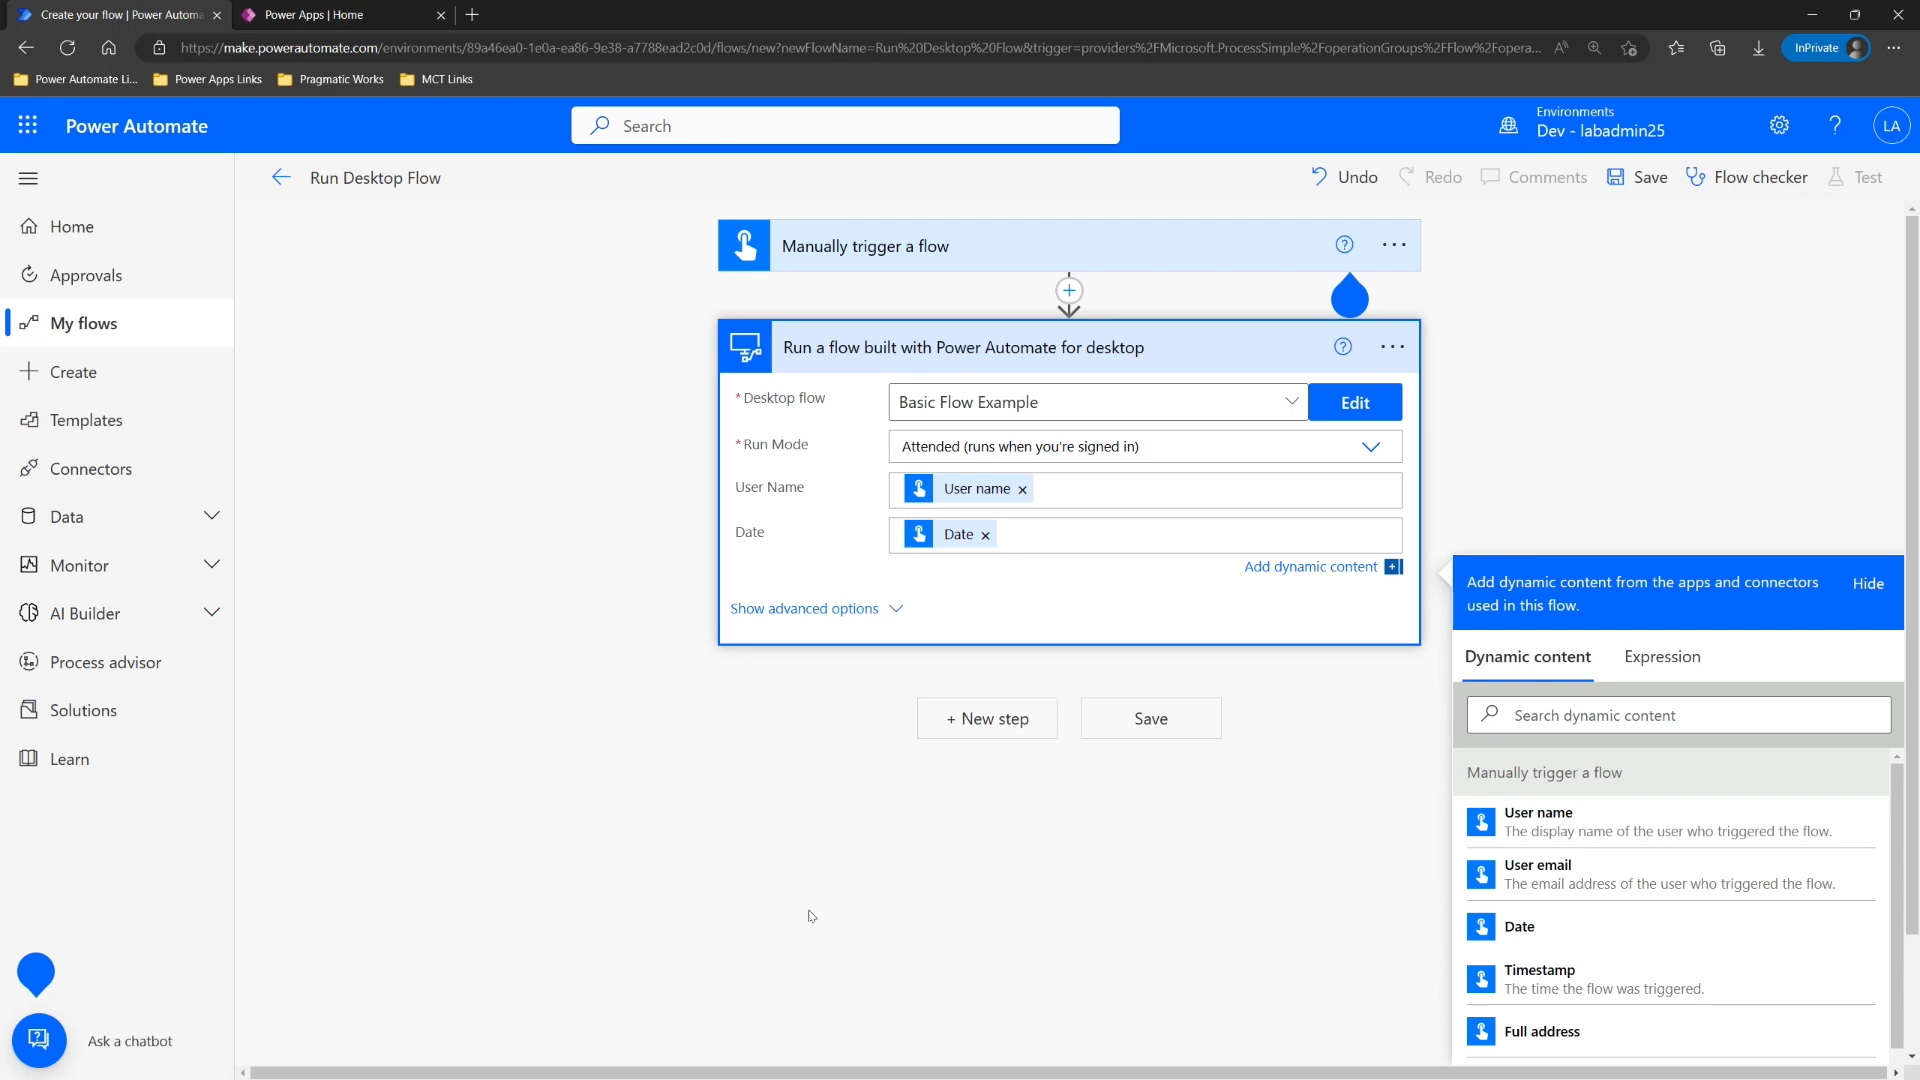 Create your flow | Power Automa
Power Apps | Home
https://make.powerautomate.com/environments/89a46ea0-1e0a-ea86-9e38-a7788ead2c0d/flows/new?newFlowName=Run%20Desktop%20Flow&trigger=providers%2FMicrosoft.ProcessSimple%2FoperationGroups%2FFlow%2Fopera...
InPrivate
Power Automate Li...
Power Apps Links
Pragmatic Works
MCT Links
Power Automate
Search
Environments
Dev - labadmin25
LA
Run Desktop Flow
Undo
Redo
Comments
Save
Flow checker
Test
Home
Approvals
My flows
Create
Templates
Connectors
Data
Monitor
AI Builder
Process advisor
Solutions
Learn
Ask a chatbot
Manually trigger a flow
Run a flow built with Power Automate for desktop
* Desktop flow
Basic Flow Example
Edit
* Run Mode
Attended (runs when you're signed in)
User Name
User name
Date
Date
Add dynamic content
Show advanced options
+ New step
Save
Add dynamic content from the apps and connectors
used in this flow.
Hide
Dynamic content
Expression
Search dynamic content
Manually trigger a flow
User name
The display name of the user who triggered the flow.
User email
The email address of the user who triggered the flow.
Date
Timestamp
The time the flow was triggered.
Full address